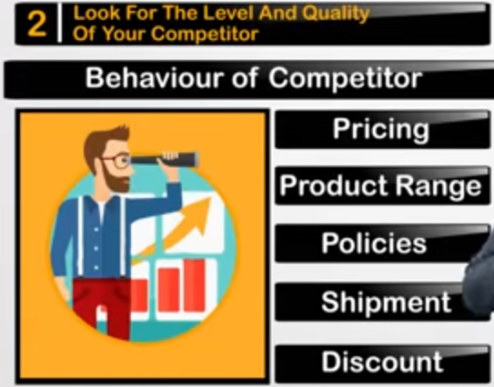 2
Look For The Level And Quality
Of Your Competitor
Behaviour of Competitor
Pricing
Product Range
Policies
Shipment
Discount